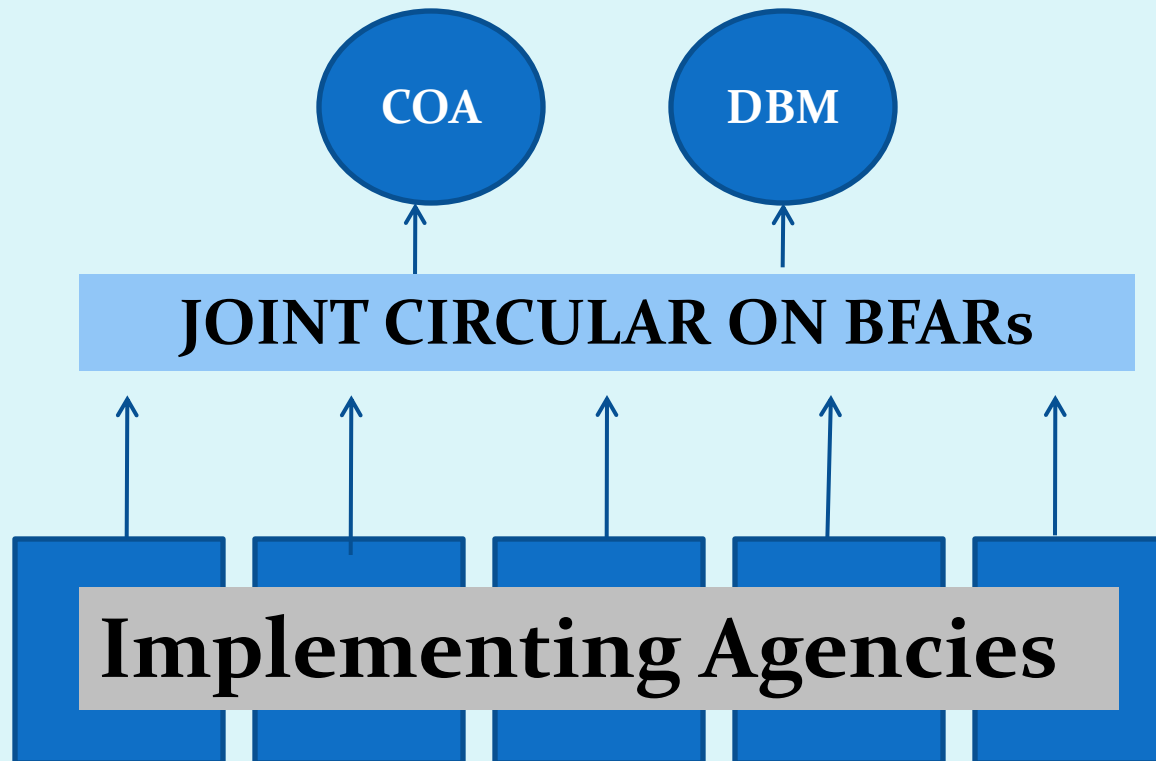 COA
DBM
JOINT CIRCULAR ON BFARs
Implementing Agencies